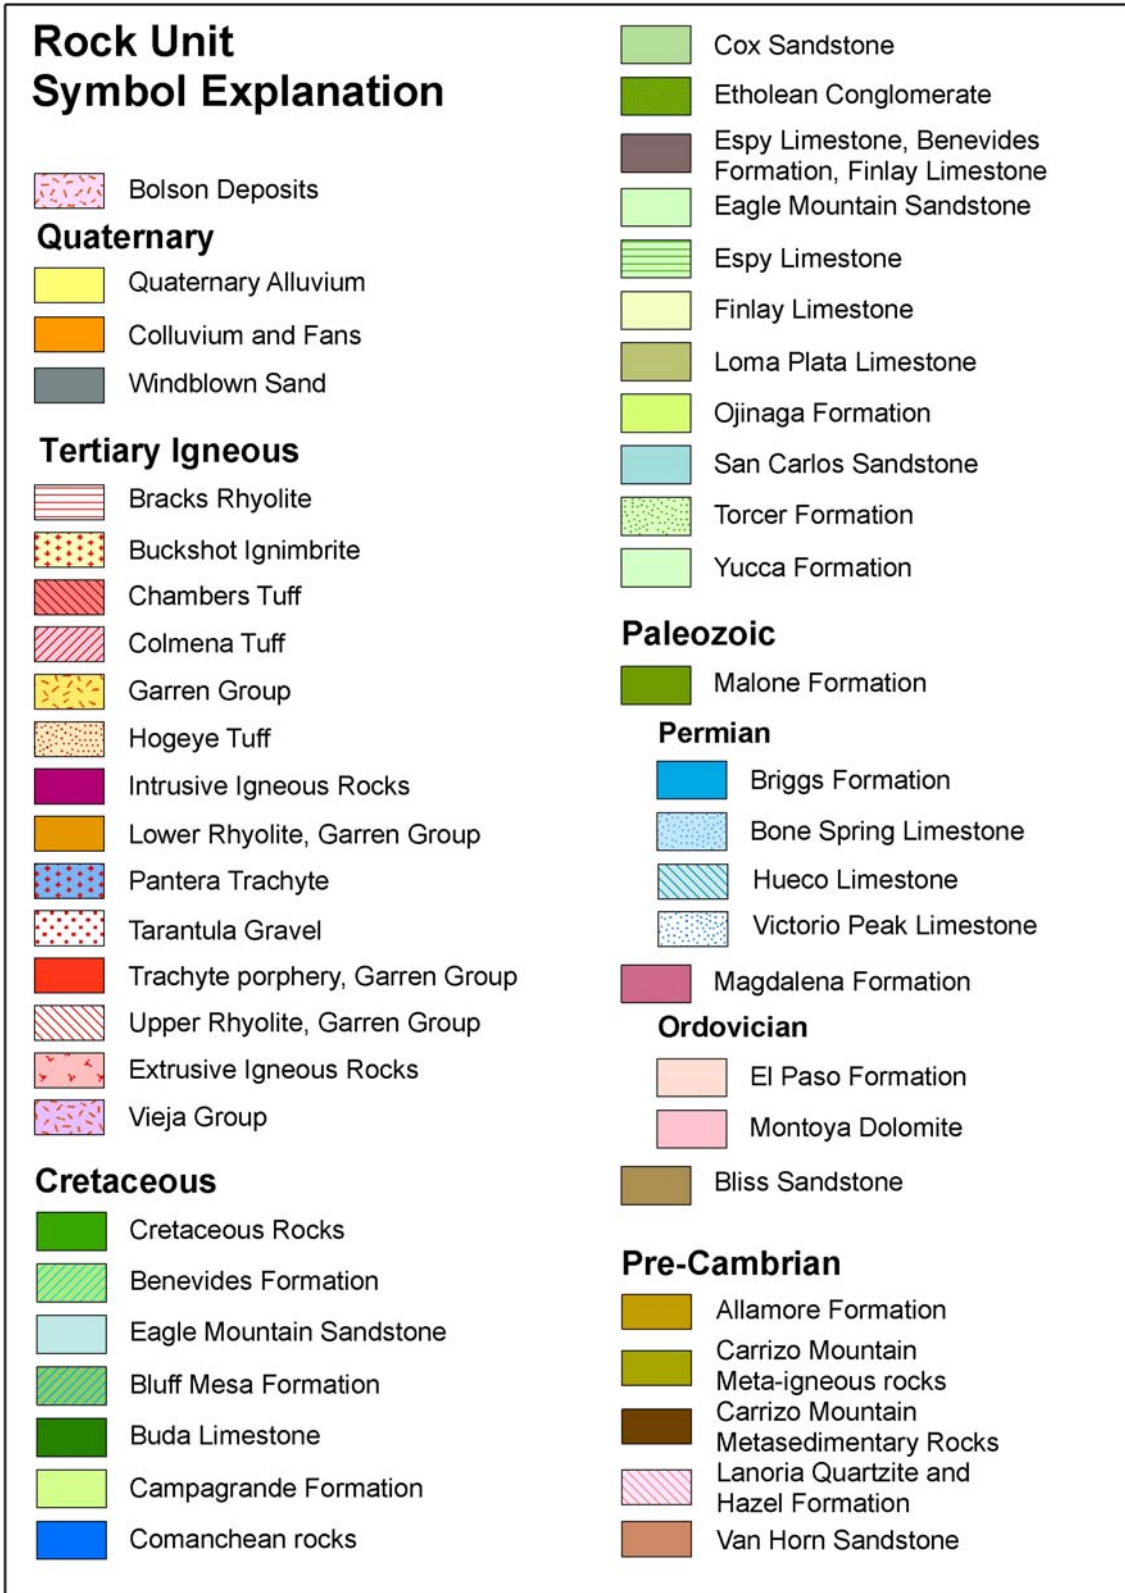 Rock Unit
Symbol Explanation
Bolson Deposits
Quaternary
Quaternary Alluvium
Colluvium and Fans
Windblown Sand
Tertiary Igneous
Bracks Rhyolite
Buckshot Ignimbrite
Chambers Tuff
Colmena Tuff
Garren Group
Hogeye Tuff
Intrusive Igneous Rocks
Lower Rhyolite, Garren Group
Pantera Trachyte
Tarantula Gravel
Trachyte porphery, Garren Group
Upper Rhyolite, Garren Group
Extrusive Igneous Rocks
Vieja Group
Cretaceous
Cretaceous Rocks
Benevides Formation
Eagle Mountain Sandstone
Bluff Mesa Formation
Buda Limestone
Campagrande Formation
Comanchean rocks
Cox Sandstone
Etholean Conglomerate
Espy Limestone, Benevides
Formation, Finlay Limestone
Eagle Mountain Sandstone
Espy Limestone
Finlay Limestone
Loma Plata Limestone
Ojinaga Formation
San Carlos Sandstone
Torcer Formation
Yucca Formation
Paleozoic
Malone Formation
Permian
Briggs Formation
Bone Spring Limestone
Hueco Limestone
Victorio Peak Limestone
Magdalena Formation
Ordovician
El Paso Formation
Montoya Dolomite
Bliss Sandstone
Pre-Cambrian
Allamore Formation
Carrizo Mountain
Meta-igneous rocks
Carrizo Mountain
Metasedimentary Rocks
Lanoria Quartzite and
Hazel Formation
Van Horn Sandstone